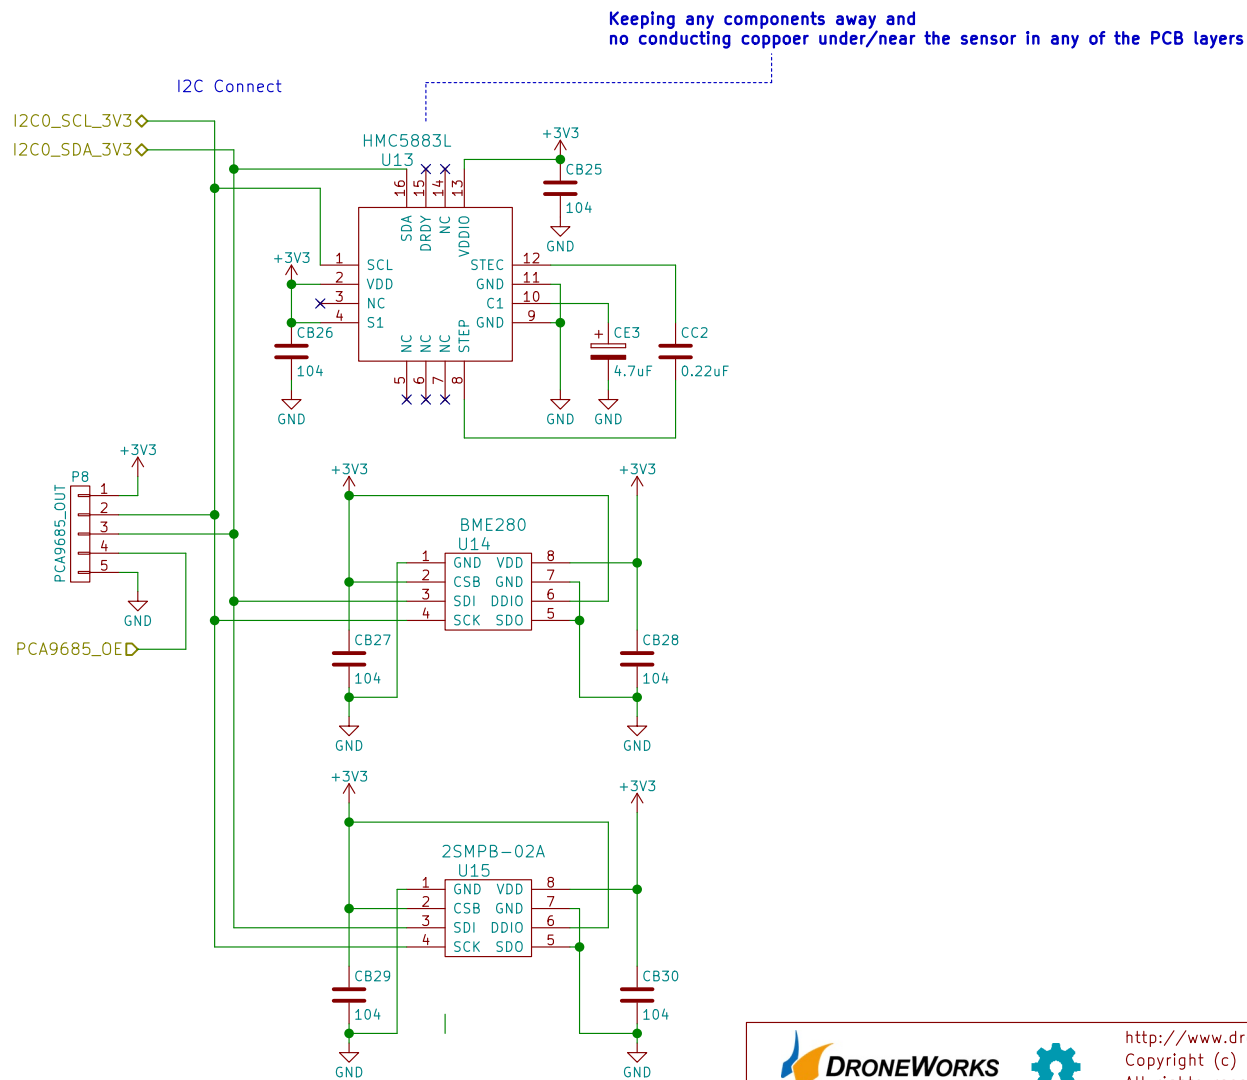 Keeping any components away and
no conducting coppoer under/near the sensor in any of the PCB layers
I2C Connect
I2C0_SCL_3V3
I2C0_SDA_3V3
HMC5883L
U13
+3V3
CB25
104
GND
16 15 14 13
SDA DRDY NC VDDIO
1 SCL
2 VDD
3 NC
4 S1
STEC 12
GND 11
C1 10
GND 9
NC NC NC STEP
5 6 7 8
+3V3
CB26
104
GND
GND
+ CE3
4.7uF
GND
CC2
0.22uF
+3V3
P8
PCA9685_OUT
1
2
3
4
5
GND
PCA9685_OE
+3V3
+3V3
BME280
U14
1 GND VDD 8
2 CSB GND 7
3 SDI DDIO 6
4 SCK SDO 5
CB27
104
GND
CB28
104
GND
+3V3
+3V3
2SMPB-02A
U15
1 GND VDD 8
2 CSB GND 7
3 SDI DDIO 6
4 SCK SDO 5
CB29
104
GND
CB30
104
GND
DRONEWORKS
http://www.dr
Copyright (c)